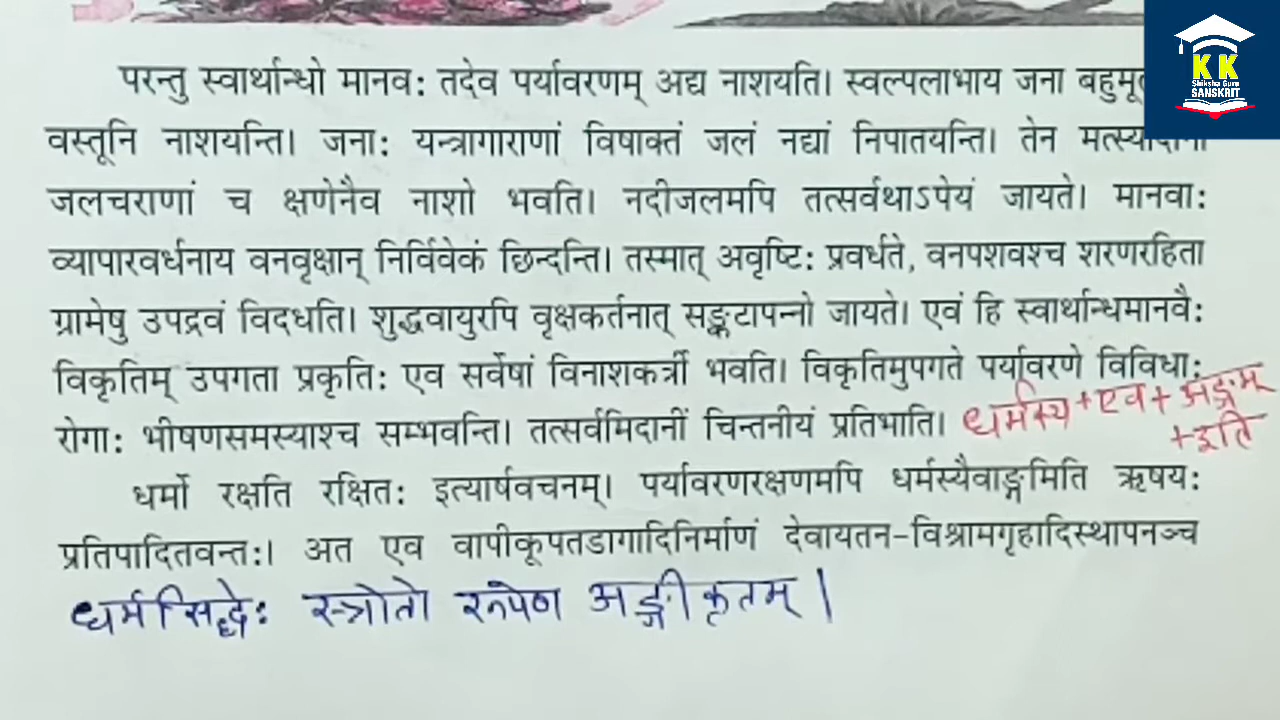 KK
Shiksha Guru
SANSKRIT
परन्तु स्वार्थान्धो मानवः तदेव पर्यावरणम् अद्य नाशयति। स्वल्पलाभाय जना
वस्तूनि नाशयन्ति। जनाः यन्त्रागाराणां विषाक्तं जलं नद्यां निपातयन्ति। तेन
जलचराणां च क्षणेनैव नाशो भवति। नदीजलमपि तत्सर्वथाऽपेयं जायते। मानवाः
व्यापारवर्धनाय वनवृक्षान् निर्विवेकं छिन्दन्ति। तस्मात् अवृष्टिः प्रवर्धते, वनपशवश्च शरणरहिता
ग्रामेषु उपद्रवं विदधति। शुद्धवायुरपि वृक्षकर्तनात् सङ्कटापन्नो जायते। एवं हि स्वार्थान्धमानवैः
विकृतिम् उपगता प्रकृतिः एव सर्वेषां विनाशकर्त्री भवति। विकृतिमुपगते पर्यावरणे विविधाः
रोगाः भीषणसमस्याश्च सम्भवन्ति। तत्सर्वमिदानीं चिन्तनीयं प्रतिभाति।
धर्मस्य + एव + अङ्गम्
+ इति
धर्मो रक्षति रक्षितः इत्यार्षवचनम्। पर्यावरणरक्षणमपि धर्मस्यैवाङ्गमिति ऋषयः
प्रतिपादितवन्तः। अत एव वापीकूपतडागादिनिर्माणं देवायतन-विश्रामगृहादिस्थापनञ्च
धर्मसिद्धेः स्त्रोतो रूपेण अङ्गीकृतम् ।